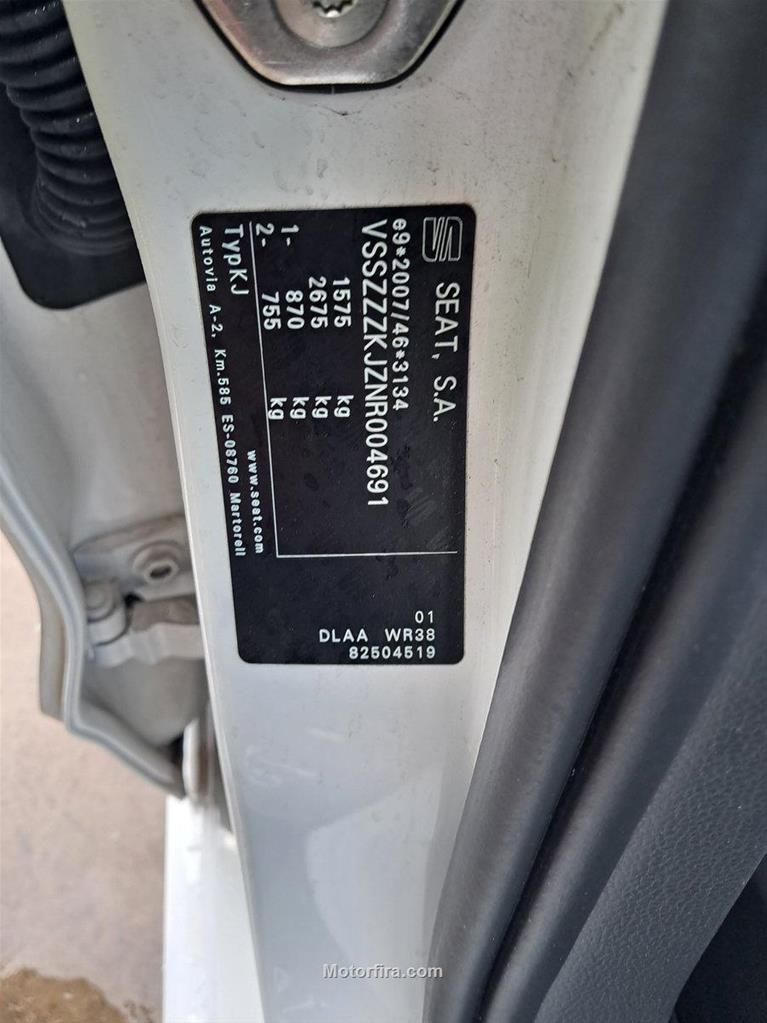 SEAT, S.A.
e9*2007/46*3134
VSSZZZKJZNR004691
1575 kg
2675 kg
1- 870 kg
2- 755 kg
TypKJ
www.seat.com
Autovia A-2, Km.585 ES-08760 Martorell
01
DLAA WR38
82504519
Motorfira.com